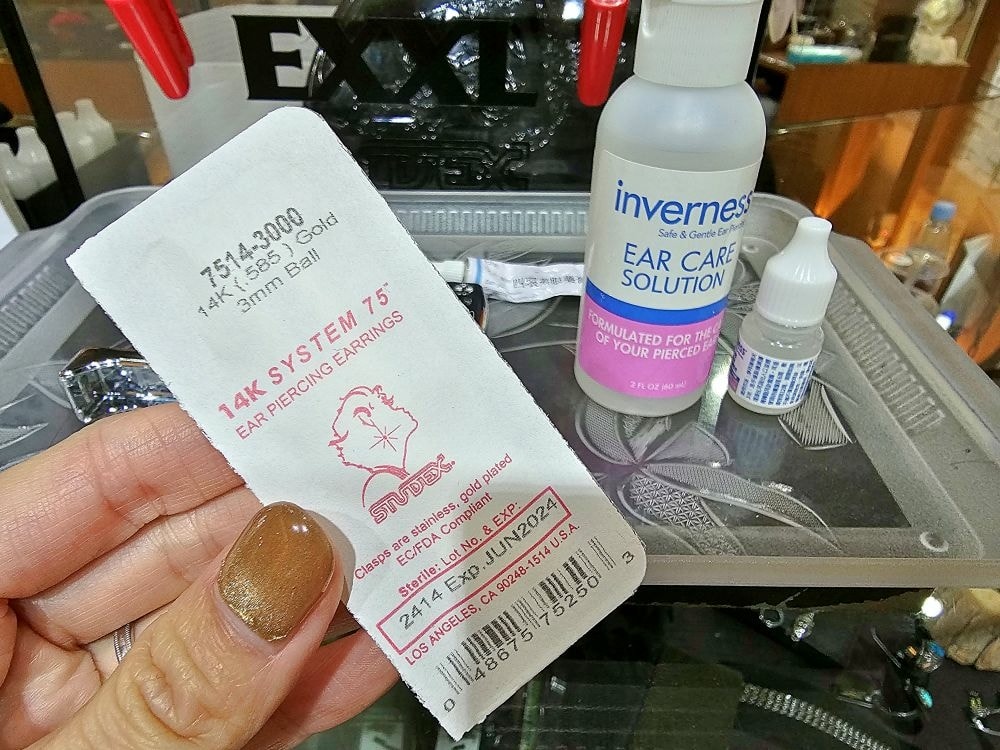 EXXL
STUDEX
7514-3000
14K (.585) Gold
3mm Ball
14K SYSTEM 75™
EAR PIERCING EARRINGS
STUDEX
Clasps are stainless, gold plated
EC/FDA Compliant
Sterile: Lot No. & EXP.
2414 Exp.JUN2024
LOS ANGELES, CA 90248-1514 U.S.A.
0 48675 75250 3
inverness
Safe & Gentle Ear
EAR CARE
SOLUTION
FORMULATED FOR THE
OF YOUR PIERCED
2 FL OZ (60 mL)